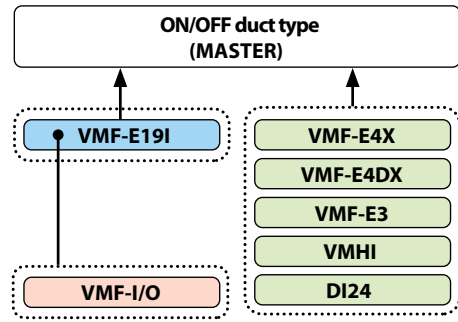 ON/OFF duct type
(MASTER)
VMF-E19I
VMF-I/O
VMF-E4X
VMF-E4DX
VMF-E3
VMHI
DI24